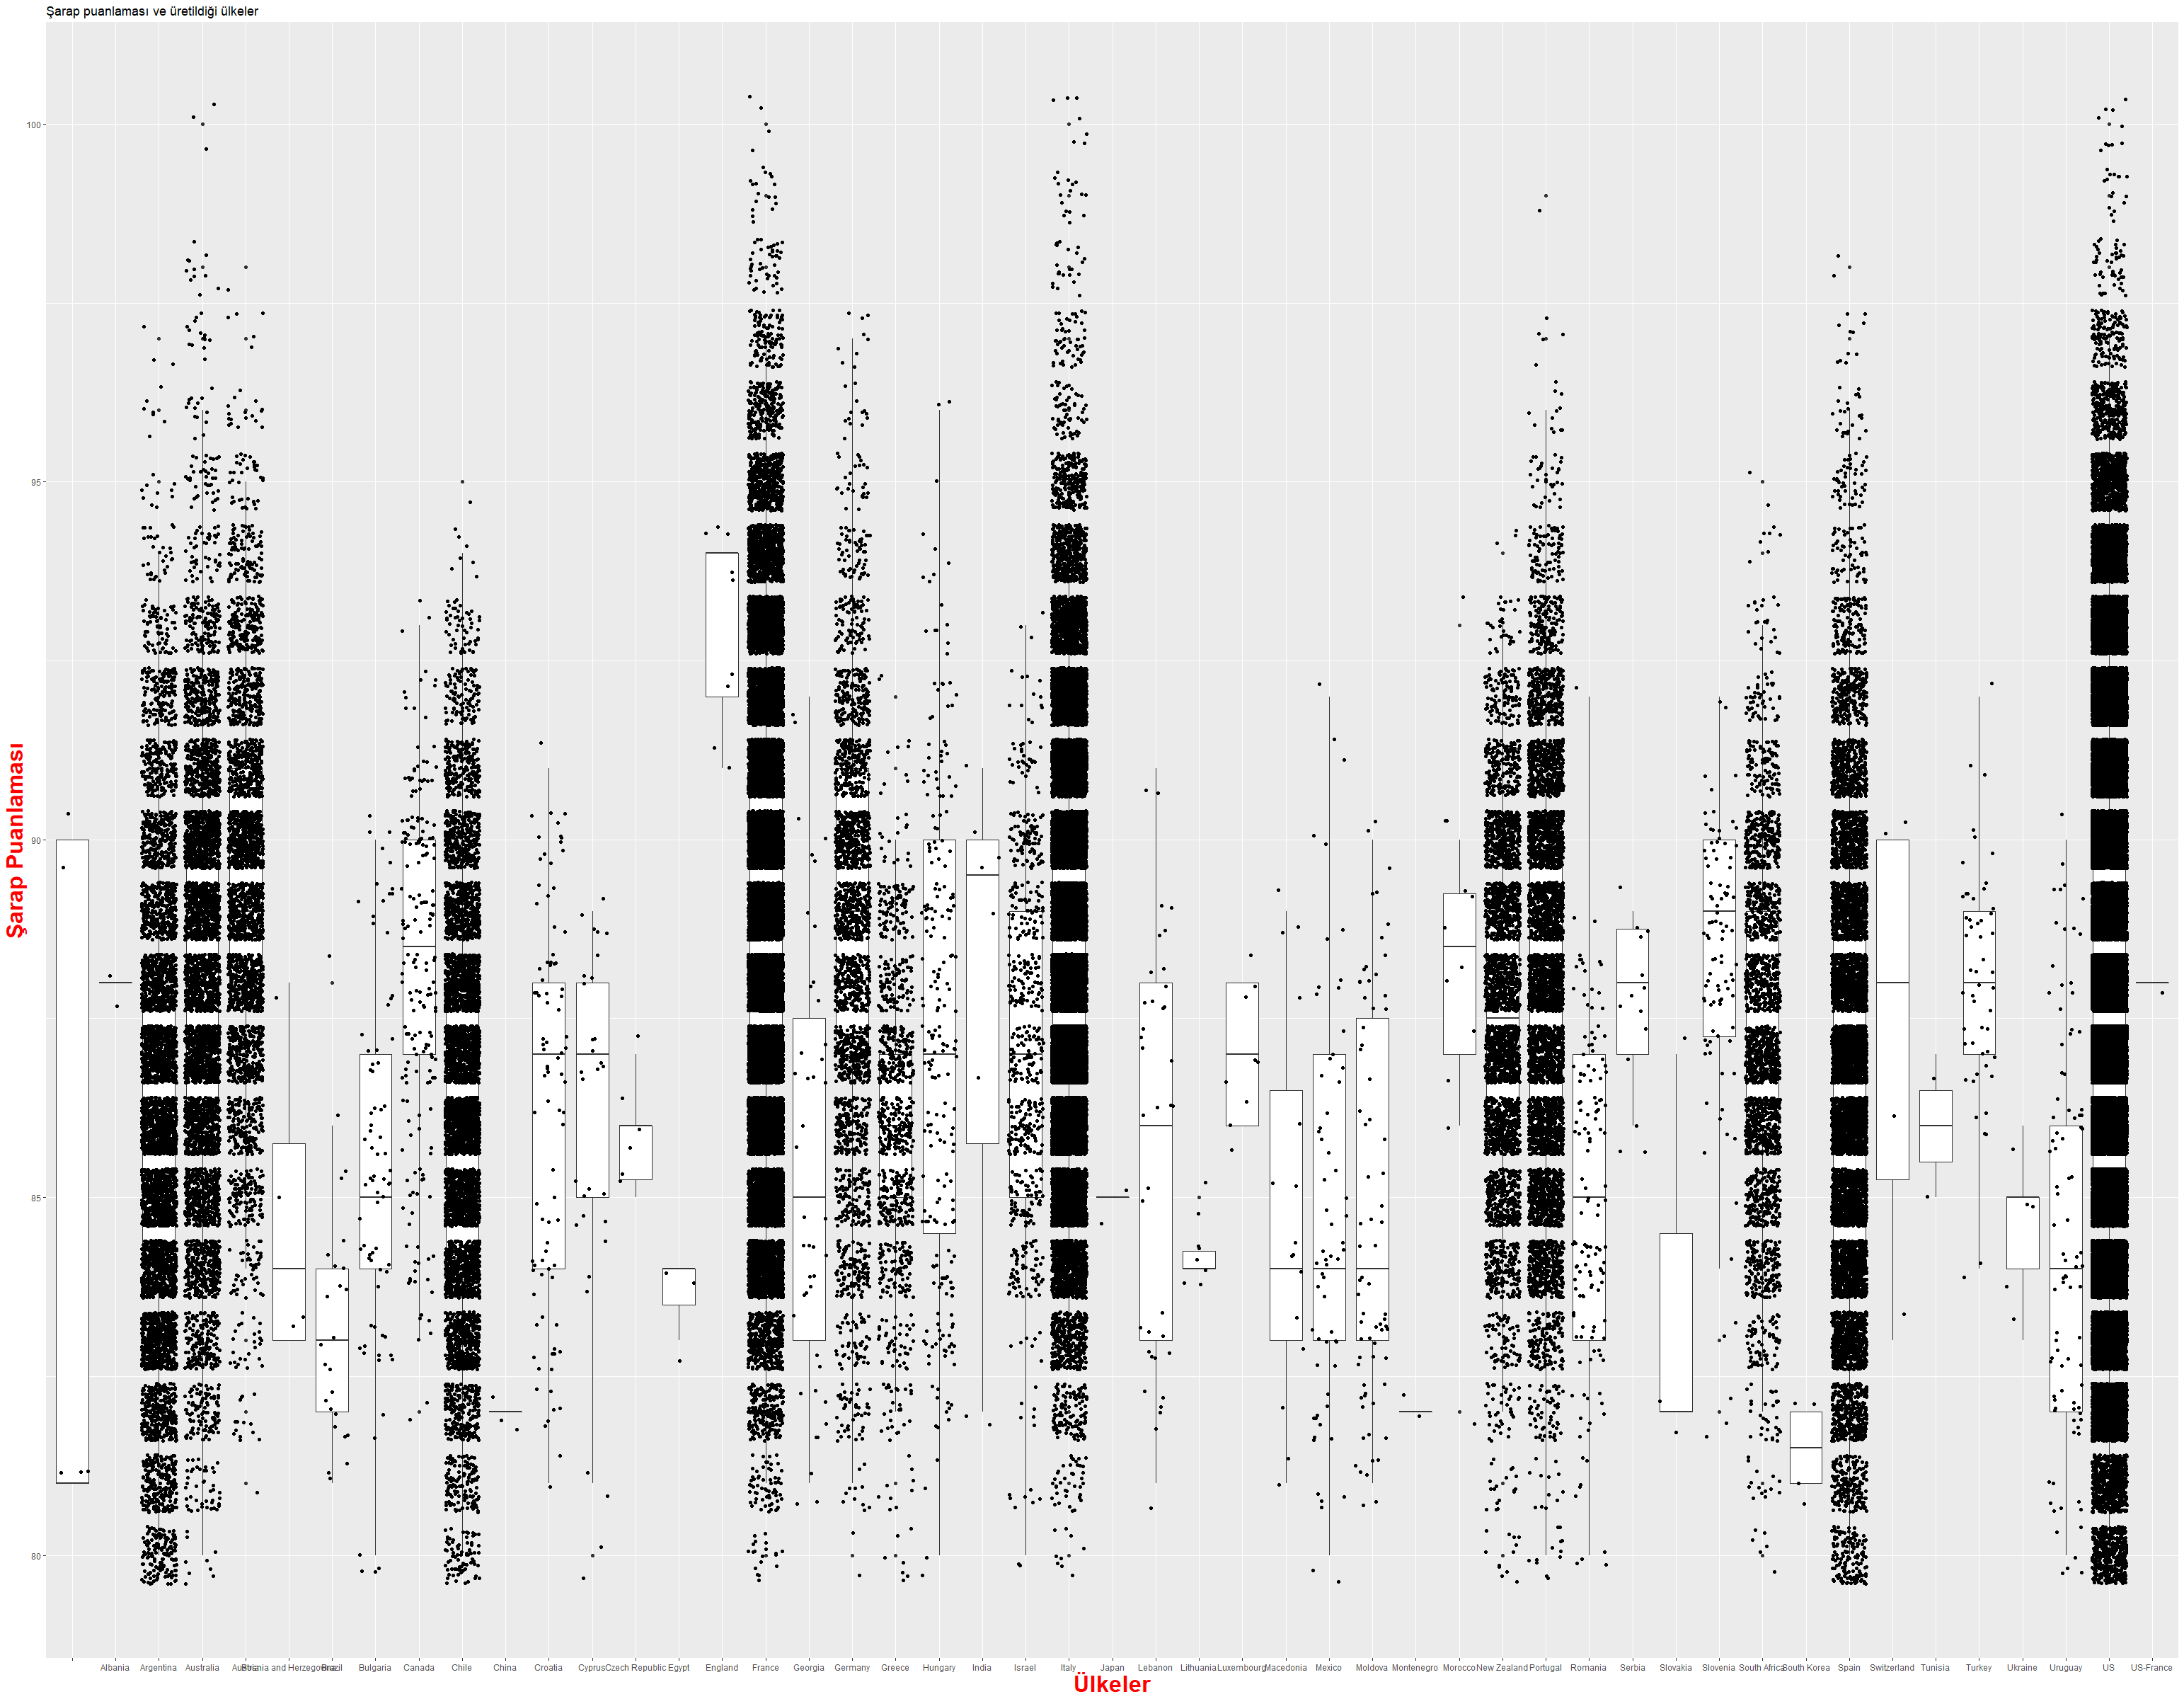 Şarap puanlaması ve üretildiği ülkeler
Şarap Puanlaması
100
95
90
85
80
Albania Argentina Australia Austria Bosnia and Herzegovina Brazil Bulgaria Canada Chile China Croatia Cyprus Czech Republic Egypt England France Georgia Germany Greece Hungary India Israel Italy Japan Lebanon Lithuania Luxembourg Macedonia Mexico Moldova Montenegro Morocco New Zealand Portugal Romania Serbia Slovakia Slovenia South Africa South Korea Spain Switzerland Tunisia Turkey Ukraine Uruguay US US-France
Ülkeler